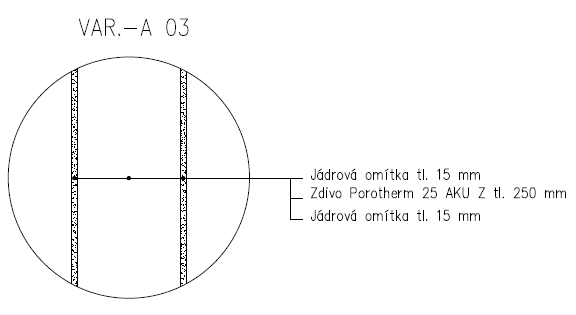 VAR.-A 03
Jádrová omítka tl. 15 mm
Zdivo Porotherm 25 AKU Z tl. 250 mm
Jádrová omítka tl. 15 mm